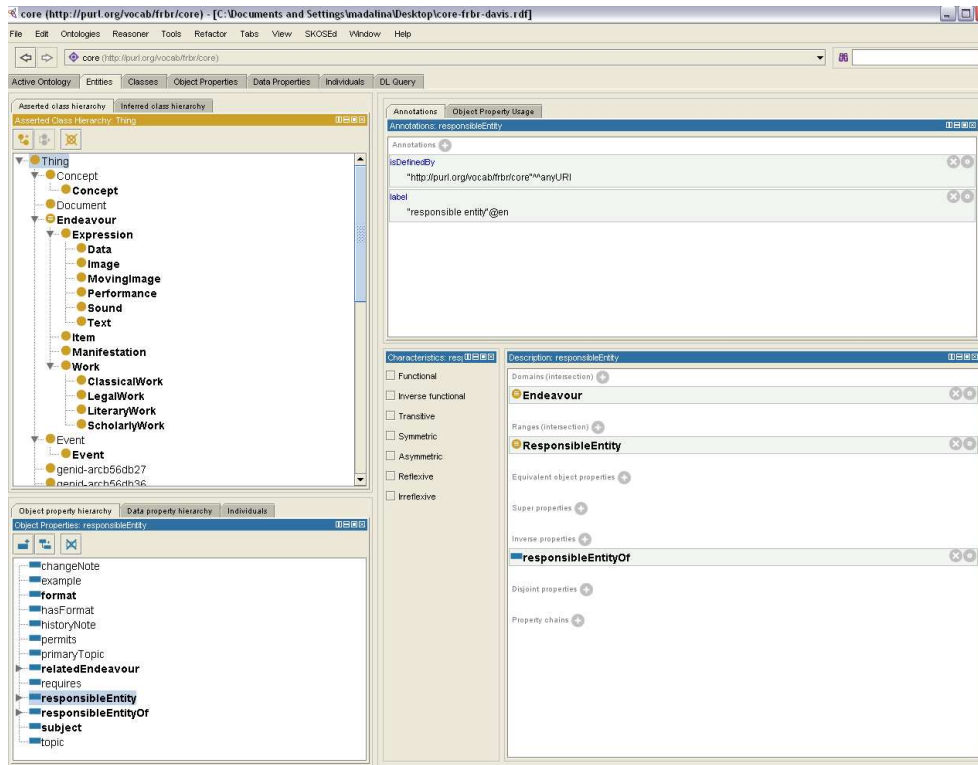 core (http://purl.org/vocab/frbr/core) - [C:\Documents and Settings\madalina\Desktop\core-frbr-davis.rdf]
File Edit Ontologies Reasoner Tools Refactor Tabs View SKOSEd Window Help
core (http://purl.org/vocab/frbr/core)
Active Ontology Entities Classes Object Properties Data Properties Individuals DL Query
Asserted class hierarchy Inferred class hierarchy
Asserted Class Hierarchy: Thing
Thing
Concept
Concept
Document
Endeavour
Expression
Data
Image
MovingImage
Performance
Sound
Text
Item
Manifestation
Work
ClassicalWork
LegalWork
LiteraryWork
ScholarlyWork
Event
Event
genid-arcb56db27
genid-arcb56db36
Object property hierarchy Data property hierarchy Individuals
Object Properties: responsibleEntity
changeNote
example
format
hasFormat
historyNote
permits
primaryTopic
relatedEndeavour
requires
responsibleEntity
responsibleEntityOf
subject
topic
Annotations Object Property Usage
Annotations: responsibleEntity
Annotations
isDefinedBy
"http://purl.org/vocab/frbr/core"^^anyURI
label
"responsible entity"@en
Characteristics: res
Functional
Inverse functional
Transitive
Symmetric
Asymmetric
Reflexive
Irreflexive
Description: responsibleEntity
Domains (intersection)
Endeavour
Ranges (intersection)
ResponsibleEntity
Equivalent object properties
Super properties
Inverse properties
responsibleEntityOf
Disjoint properties
Property chains